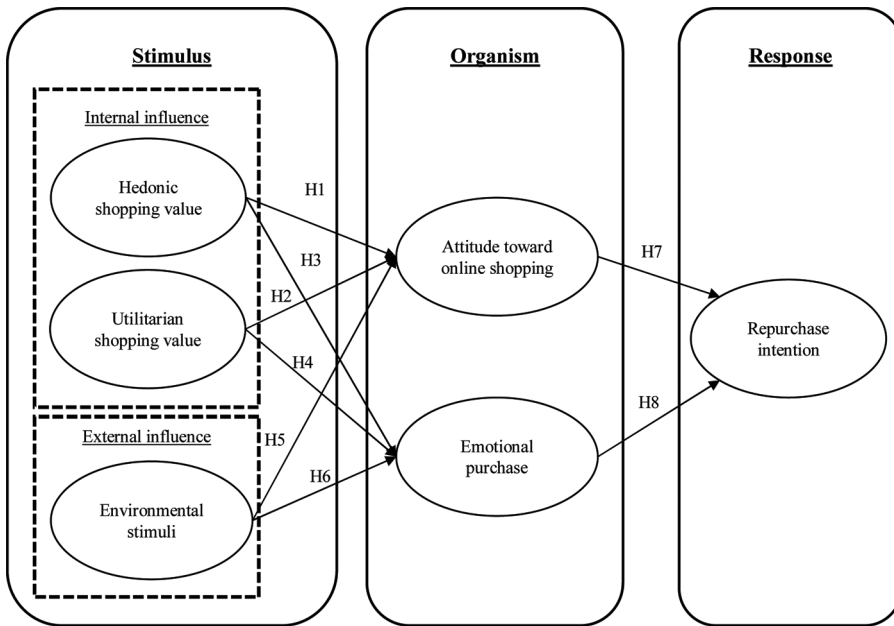 Stimulus
Organism
Response
Internal influence
Hedonic
shopping value
Utilitarian
shopping value
External influence
Environmental
stimuli
H1
H3
H2
H4
H5
H6
Attitude toward
online shopping
Emotional
purchase
H7
H8
Repurchase
intention